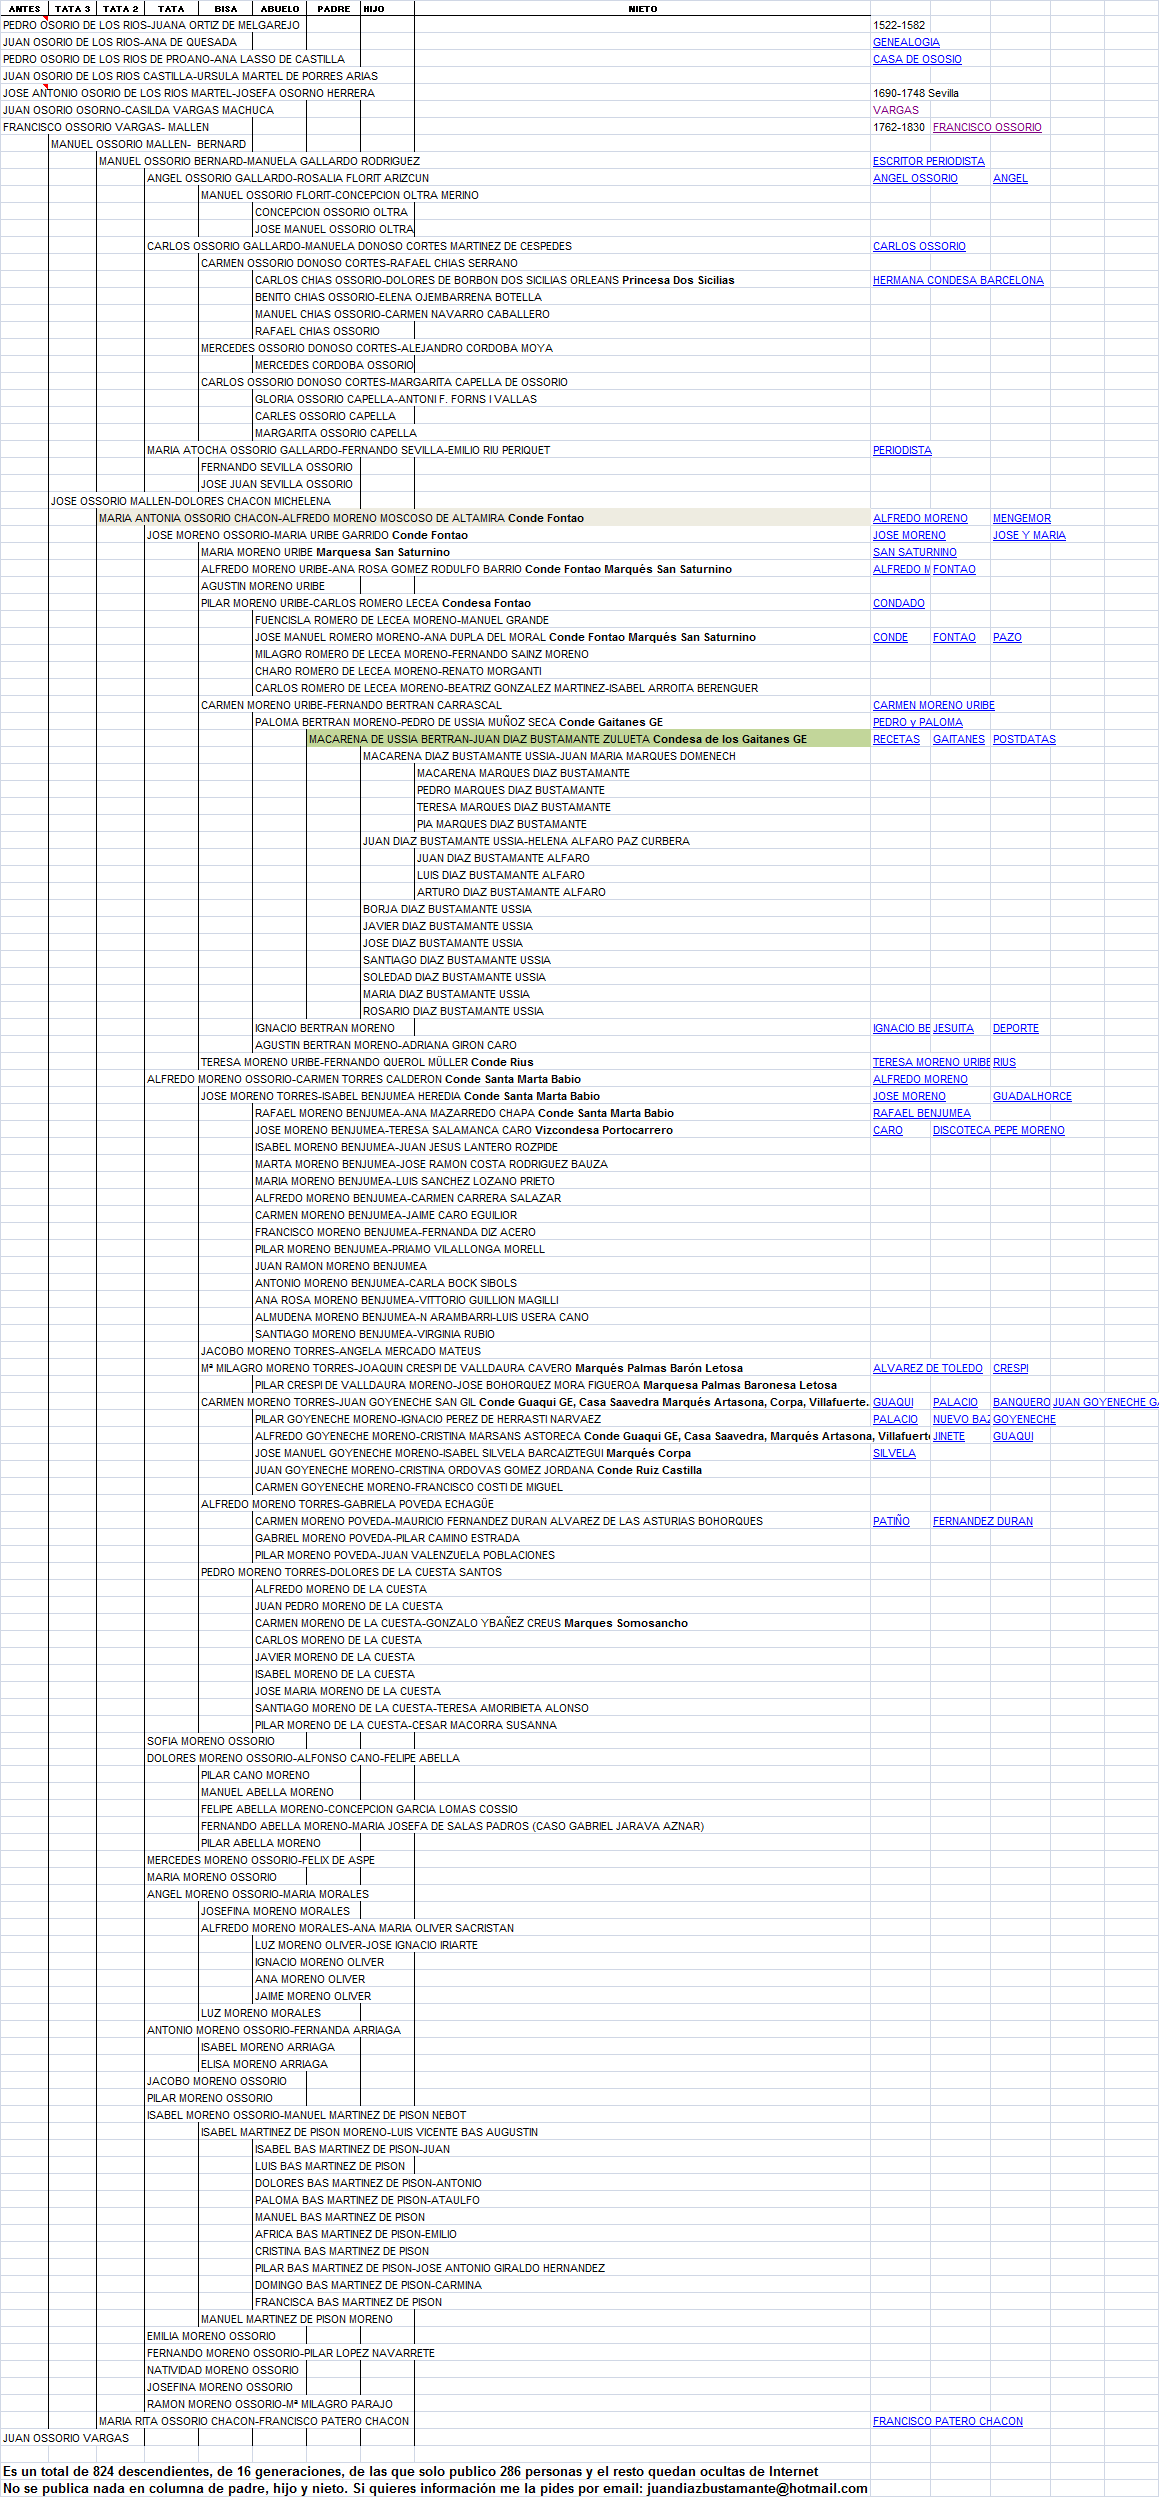 ANTES TATA 3 TATA 2 TATA BISA ABUELO PADRE HIJO NIETO
PEDRO OSORIO DE LOS RIOS-JUANA ORTIZ DE MELGAREJO 1522-1582
JUAN OSORIO DE LOS RIOS-ANA DE QUESADA GENEALOGIA
PEDRO OSORIO DE LOS RIOS DE PROANO-ANA LASSO DE CASTILLA CASA DE OSOSIO
JUAN OSORIO DE LOS RIOS CASTILLA-URSULA MARTEL DE PORRES ARIAS
JOSE ANTONIO OSORIO DE LOS RIOS MARTEL-JOSEFA OSORNO HERRERA 1690-1748 Sevilla
JUAN OSORIO OSORNO-CASILDA VARGAS MACHUCA VARGAS
FRANCISCO OSSORIO VARGAS- MALLEN 1762-1830 FRANCISCO OSSORIO
MANUEL OSSORIO MALLEN- BERNARD
MANUEL OSSORIO BERNARD-MANUELA GALLARDO RODRIGUEZ ESCRITOR PERIODISTA
ANGEL OSSORIO GALLARDO-ROSALIA FLORIT ARIZCUN ANGEL OSSORIO ANGEL
MANUEL OSSORIO FLORIT-CONCEPCION OLTRA MERINO
CONCEPCION OSSORIO OLTRA
JOSE MANUEL OSSORIO OLTRA
CARLOS OSSORIO GALLARDO-MANUELA DONOSO CORTES MARTINEZ DE CESPEDES CARLOS OSSORIO
CARMEN OSSORIO DONOSO CORTES-RAFAEL CHIAS SERRANO
CARLOS CHIAS OSSORIO-DOLORES DE BORBON DOS SICILIAS ORLEANS Princesa Dos Sicilias HERMANA CONDESA BARCELONA
BENITO CHIAS OSSORIO-ELENA OJEMBARRENA BOTELLA
MANUEL CHIAS OSSORIO-CARMEN NAVARRO CABALLERO
RAFAEL CHIAS OSSORIO
MERCEDES OSSORIO DONOSO CORTES-ALEJANDRO CORDOBA MOYA
MERCEDES CORDOBA OSSORIO
CARLOS OSSORIO DONOSO CORTES-MARGARITA CAPELLA DE OSSORIO
GLORIA OSSORIO CAPELLA-ANTONI F. FORNS I VALLAS
CARLES OSSORIO CAPELLA
MARGARITA OSSORIO CAPELLA
MARIA ATOCHA OSSORIO GALLARDO-FERNANDO SEVILLA-EMILIO RIU PERIQUET PERIODISTA
FERNANDO SEVILLA OSSORIO
JOSE JUAN SEVILLA OSSORIO
JOSE OSSORIO MALLEN-DOLORES CHACON MICHELENA
MARIA ANTONIA OSSORIO CHACON-ALFREDO MORENO MOSCOSO DE ALTAMIRA Conde Fontao ALFREDO MORENO MENGEMOR
JOSE MORENO OSSORIO-MARIA URIBE GARRIDO Conde Fontao JOSE MORENO JOSE Y MARIA
MARIA MORENO URIBE Marquesa San Saturnino SAN SATURNINO
ALFREDO MORENO URIBE-ANA ROSA GOMEZ RODULFO BARRIO Conde Fontao Marqués San Saturnino ALFREDO M FONTAO
AGUSTIN MORENO URIBE
PILAR MORENO URIBE-CARLOS ROMERO LECEA Condesa Fontao CONDADO
FUENCISLA ROMERO DE LECEA MORENO-MANUEL GRANDE
JOSE MANUEL ROMERO MORENO-ANA DUPLA DEL MORAL Conde Fontao Marqués San Saturnino CONDE FONTAO PAZO
MILAGRO ROMERO DE LECEA MORENO-FERNANDO SAINZ MORENO
CHARO ROMERO DE LECEA MORENO-RENATO MORGANTI
CARLOS ROMERO DE LECEA MORENO-BEATRIZ GONZALEZ MARTINEZ-ISABEL ARROITA BERENGUER
CARMEN MORENO URIBE-FERNANDO BERTRAN CARRASCAL CARMEN MORENO URIBE
PALOMA BERTRAN MORENO-PEDRO DE USSIA MUÑOZ SECA Conde Gaitanes GE PEDRO y PALOMA
MACARENA DE USSIA BERTRAN-JUAN DIAZ BUSTAMANTE ZULUETA Condesa de los Gaitanes GE RECETAS GAITANES POSTDATAS
MACARENA DIAZ BUSTAMANTE USSIA-JUAN MARIA MARQUES DOMENECH
MACARENA MARQUES DIAZ BUSTAMANTE
PEDRO MARQUES DIAZ BUSTAMANTE
TERESA MARQUES DIAZ BUSTAMANTE
PIA MARQUES DIAZ BUSTAMANTE
JUAN DIAZ BUSTAMANTE USSIA-HELENA ALFARO PAZ CURBERA
JUAN DIAZ BUSTAMANTE ALFARO
LUIS DIAZ BUSTAMANTE ALFARO
ARTURO DIAZ BUSTAMANTE ALFARO
BORJA DIAZ BUSTAMANTE USSIA
JAVIER DIAZ BUSTAMANTE USSIA
JOSE DIAZ BUSTAMANTE USSIA
SANTIAGO DIAZ BUSTAMANTE USSIA
SOLEDAD DIAZ BUSTAMANTE USSIA
MARIA DIAZ BUSTAMANTE USSIA
ROSARIO DIAZ BUSTAMANTE USSIA
IGNACIO BERTRAN MORENO IGNACIO BE JESUITA DEPORTE
AGUSTIN BERTRAN MORENO-ADRIANA GIRON CARO
TERESA MORENO URIBE-FERNANDO QUEROL MÜLLER Conde Rius TERESA MORENO URIBE RIUS
ALFREDO MORENO OSSORIO-CARMEN TORRES CALDERON Conde Santa Marta Babio ALFREDO MORENO
JOSE MORENO TORRES-ISABEL BENJUMEA HEREDIA Conde Santa Marta Babio JOSE MORENO GUADALHORCE
RAFAEL MORENO BENJUMEA-ANA MAZARREDO CHAPA Conde Santa Marta Babio RAFAEL BENJUMEA
JOSE MORENO BENJUMEA-TERESA SALAMANCA CARO Vizcondesa Portocarrero CARO DISCOTECA PEPE MORENO
ISABEL MORENO BENJUMEA-JUAN JESUS LANTERO ROZPIDE
MARTA MORENO BENJUMEA-JOSE RAMON COSTA RODRIGUEZ BAUZA
MARIA MORENO BENJUMEA-LUIS SANCHEZ LOZANO PRIETO
ALFREDO MORENO BENJUMEA-CARMEN CARRERA SALAZAR
CARMEN MORENO BENJUMEA-JAIME CARO EGUILIOR
FRANCISCO MORENO BENJUMEA-FERNANDA DIZ ACERO
PILAR MORENO BENJUMEA-PRIAMO VILALLONGA MORELL
JUAN RAMON MORENO BENJUMEA
ANTONIO MORENO BENJUMEA-CARLA BOCK SIBOLS
ANA ROSA MORENO BENJUMEA-VITTORIO GUILLION MAGILLI
ALMUDENA MORENO BENJUMEA-N ARAMBARRI-LUIS USERA CANO
SANTIAGO MORENO BENJUMEA-VIRGINIA RUBIO
JACOBO MORENO TORRES-ANGELA MERCADO MATEUS
Mª MILAGRO MORENO TORRES-JOAQUIN CRESPI DE VALLDAURA CAVERO Marqués Palmas Barón Letosa ALVAREZ DE TOLEDO CRESPI
PILAR CRESPI DE VALLDAURA MORENO-JOSE BOHORQUEZ MORA FIGUEROA Marquesa Palmas Baronesa Letosa
CARMEN MORENO TORRES-JUAN GOYENECHE SAN GIL Conde Guaqui GE, Casa Saavedra Marqués Artasona, Corpa, Villafuerte. GUAQUI PALACIO BANQUERO JUAN GOYENECHE GA
PILAR GOYENECHE MORENO-IGNACIO PEREZ DE HERRASTI NARVAEZ PALACIO NUEVO BAZ GOYENECHE
ALFREDO GOYENECHE MORENO-CRISTINA MARSANS ASTORECA Conde Guaqui GE, Casa Saavedra, Marqués Artasona, Villafuerte JINETE GUAQUI
JOSE MANUEL GOYENECHE MORENO-ISABEL SILVELA BARCAIZTEGUI Marqués Corpa SILVELA
JUAN GOYENECHE MORENO-CRISTINA ORDOVAS GOMEZ JORDANA Conde Ruiz Castilla
CARMEN GOYENECHE MORENO-FRANCISCO COSTI DE MIGUEL
ALFREDO MORENO TORRES-GABRIELA POVEDA ECHAGÜE
CARMEN MORENO POVEDA-MAURICIO FERNANDEZ DURAN ALVAREZ DE LAS ASTURIAS BOHORQUES PATIÑO FERNANDEZ DURAN
GABRIEL MORENO POVEDA-PILAR CAMINO ESTRADA
PILAR MORENO POVEDA-JUAN VALENZUELA POBLACIONES
PEDRO MORENO TORRES-DOLORES DE LA CUESTA SANTOS
ALFREDO MORENO DE LA CUESTA
JUAN PEDRO MORENO DE LA CUESTA
CARMEN MORENO DE LA CUESTA-GONZALO YBAÑEZ CREUS Marques Somosancho
CARLOS MORENO DE LA CUESTA
JAVIER MORENO DE LA CUESTA
ISABEL MORENO DE LA CUESTA
JOSE MARIA MORENO DE LA CUESTA
SANTIAGO MORENO DE LA CUESTA-TERESA AMORIBIETA ALONSO
PILAR MORENO DE LA CUESTA-CESAR MACORRA SUSANNA
SOFIA MORENO OSSORIO
DOLORES MORENO OSSORIO-ALFONSO CANO-FELIPE ABELLA
PILAR CANO MORENO
MANUEL ABELLA MORENO
FELIPE ABELLA MORENO-CONCEPCION GARCIA LOMAS COSSIO
FERNANDO ABELLA MORENO-MARIA JOSEFA DE SALAS PADROS (CASO GABRIEL JARAVA AZNAR)
PILAR ABELLA MORENO
MERCEDES MORENO OSSORIO-FELIX DE ASPE
MARIA MORENO OSSORIO
ANGEL MORENO OSSORIO-MARIA MORALES
JOSEFINA MORENO MORALES
ALFREDO MORENO MORALES-ANA MARIA OLIVER SACRISTAN
LUZ MORENO OLIVER-JOSE IGNACIO IRIARTE
IGNACIO MORENO OLIVER
ANA MORENO OLIVER
JAIME MORENO OLIVER
LUZ MORENO MORALES
ANTONIO MORENO OSSORIO-FERNANDA ARRIAGA
ISABEL MORENO ARRIAGA
ELISA MORENO ARRIAGA
JACOBO MORENO OSSORIO
PILAR MORENO OSSORIO
ISABEL MORENO OSSORIO-MANUEL MARTINEZ DE PISON NEBOT
ISABEL MARTINEZ DE PISON MORENO-LUIS VICENTE BAS AUGUSTIN
ISABEL BAS MARTINEZ DE PISON-JUAN
LUIS BAS MARTINEZ DE PISON
DOLORES BAS MARTINEZ DE PISON-ANTONIO
PALOMA BAS MARTINEZ DE PISON-ATAULFO
MANUEL BAS MARTINEZ DE PISON
AFRICA BAS MARTINEZ DE PISON-EMILIO
CRISTINA BAS MARTINEZ DE PISON
PILAR BAS MARTINEZ DE PISON-JOSE ANTONIO GIRALDO HERNANDEZ
DOMINGO BAS MARTINEZ DE PISON-CARMINA
FRANCISCA BAS MARTINEZ DE PISON
MANUEL MARTINEZ DE PISON MORENO
EMILIA MORENO OSSORIO
FERNANDO MORENO OSSORIO-PILAR LOPEZ NAVARRETE
NATIVIDAD MORENO OSSORIO
JOSEFINA MORENO OSSORIO
RAMON MORENO OSSORIO-Mª MILAGRO PARAJO
MARIA RITA OSSORIO CHACON-FRANCISCO PATERO CHACON FRANCISCO PATERO CHACON
JUAN OSSORIO VARGAS
Es un total de 824 descendientes, de 16 generaciones, de las que solo publico 286 personas y el resto quedan ocultas de Internet
No se publica nada en columna de padre, hijo y nieto. Si quieres información me la pides por email: juandiazbustamante@hotmail.com